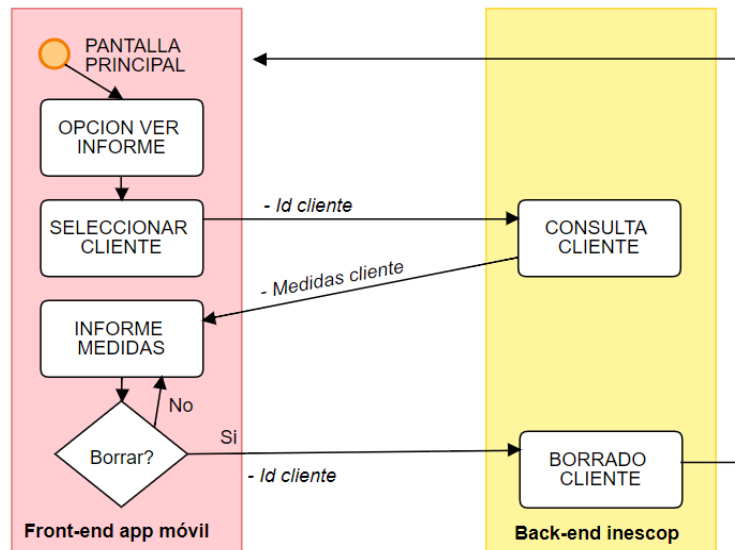 PANTALLA
PRINCIPAL
OPCION VER
INFORME
SELECCIONAR
CLIENTE
- Id cliente
CONSULTA
CLIENTE
- Medidas cliente
INFORME
MEDIDAS
No
Borrar?
Si
- Id cliente
BORRADO
CLIENTE
Front-end app móvil
Back-end inescop